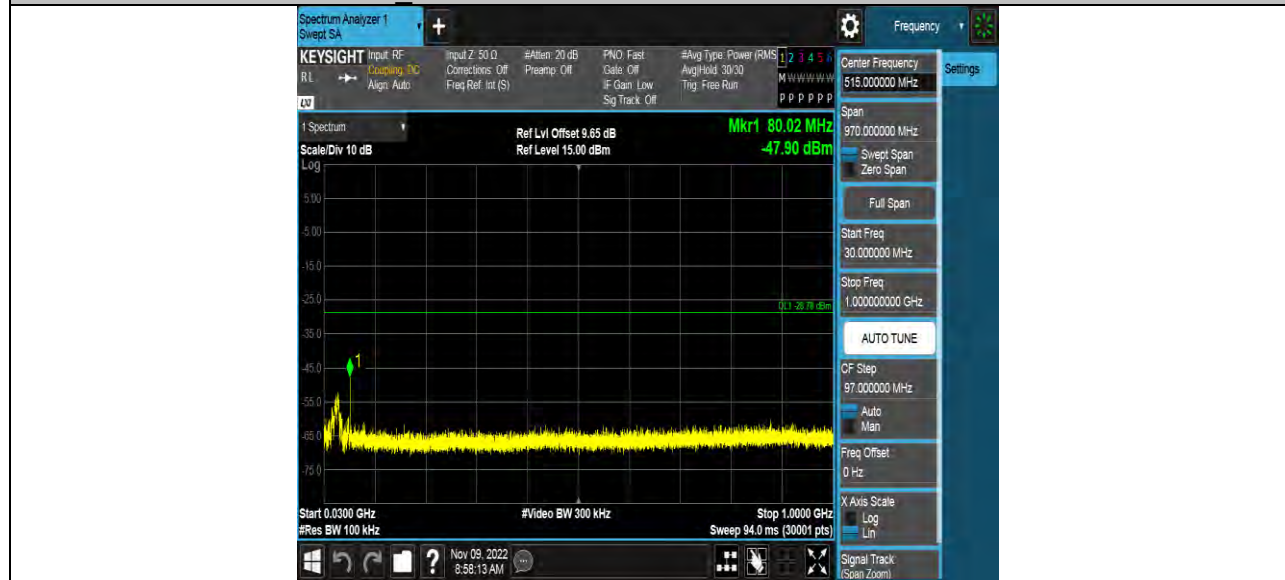 Spectrum Analyzer 1
Swept SA
+
Frequency
KEYSIGHT
Input: RF
Coupling: DC
Align: Auto
Input Z: 50 Ω
Corrections: Off
Freq Ref: Int (S)
#Atten: 20 dB
Preamp: Off
PNO: Fast
Gate: Off
IF Gain: Low
Sig Track: Off
#Avg Type: Power (RMS
Avg|Hold: 30/30
Trig: Free Run
1 2 3 4 5 6
M W W W W W
P P P P P P
RL
LXI
Center Frequency
515.000000 MHz
Settings
1 Spectrum
Scale/Div 10 dB
Ref Lvl Offset 9.65 dB
Ref Level 15.00 dBm
Mkr1 80.02 MHz
-47.90 dBm
Span
970.000000 MHz
Swept Span
Zero Span
Full Span
Start Freq
30.000000 MHz
Stop Freq
1.000000000 GHz
AUTO TUNE
CF Step
97.000000 MHz
Auto
Man
Freq Offset
0 Hz
X Axis Scale
Log
Lin
Signal Track
(Span Zoom)
Log
5.00
-5.00
-15.0
-25.0
DL1 -28.78 dBm
-35.0
-45.0
1
-55.0
-65.0
-75.0
Start 0.0300 GHz
#Video BW 300 kHz
Stop 1.0000 GHz
#Res BW 100 kHz
Sweep 94.0 ms (30001 pts)
?
Nov 09, 2022
8:58:13 AM